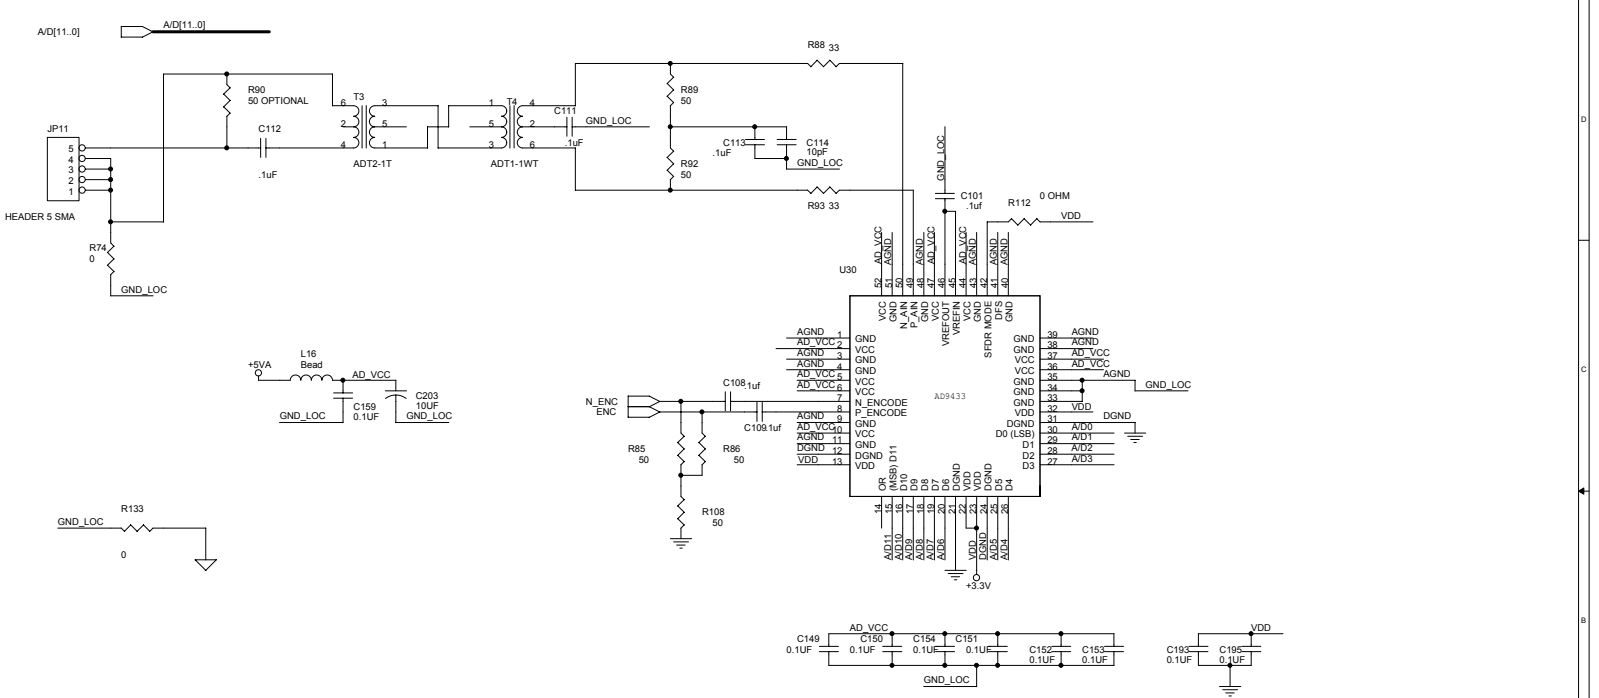 A/D[11..0]
A/D[11..0]
R88 33
R90
50 OPTIONAL
T3
T4
R89
50
JP11
5
4
3
2
1
HEADER 5 SMA
C112
.1uF
6
2
4
3
5
1
ADT2-1T
1
5
3
4
2
6
ADT1-1WT
C111
.1uF
GND_LOC
C113
.1uF
C114
10pF
GND_LOC
R92
50
R93 33
R74
0
GND_LOC
GND_LOC
C101
.1uf
R112
0 OHM
VDD
U30
AD_VCC
AGND
AGND
AD_VCC
AD_VCC
AGND
AGND
AGND
52
51
50
49
48
47
46
45
44
43
42
41
40
VCC
GND
N_AIN
P_AIN
GND
VCC
VREFOUT
VREFIN
VCC
GND
SFDR MODE
DFS
GND
AGND 1 GND
AD_VCC 2 VCC
AGND 3 GND
AGND 4 GND
AD_VCC 5 VCC
AD_VCC 6 VCC
7 N_ENCODE
8 P_ENCODE
AGND 9 GND
AD_VCC 10 VCC
AGND 11 GND
DGND 12 DGND
VDD 13 VDD
AD9433
GND 39 AGND
GND 38 AGND
VCC 37 AD_VCC
VCC 36 AD_VCC
GND 35 AGND
GND 34 GND_LOC
GND 33
VDD 32 VDD
DGND 31 DGND
D0 (LSB) 30 A/D0
D1 29 A/D1
D2 28 A/D2
D3 27 A/D3
OR
(MSB) D11
D10
D9
D8
D7
D6
DGND
VDD
VDD
DGND
D5
D4
14
15
16
17
18
19
20
21
22
23
24
25
26
A/D11
A/D10
A/D9
A/D8
A/D7
A/D6
VDD
DGND
A/D5
A/D4
+3.3V
+5VA
L16
Bead
AD_VCC
C159
0.1UF
C203
10UF
GND_LOC
GND_LOC
N_ENC
ENC
C108
.1uf
C109
.1uf
R85
50
R86
50
R108
50
GND_LOC
R133
0
AD_VCC
C149
0.1UF
C150
0.1UF
C154
0.1UF
C151
0.1UF
C152
0.1UF
C153
0.1UF
GND_LOC
VDD
C193
0.1UF
C195
0.1UF
D
C
B